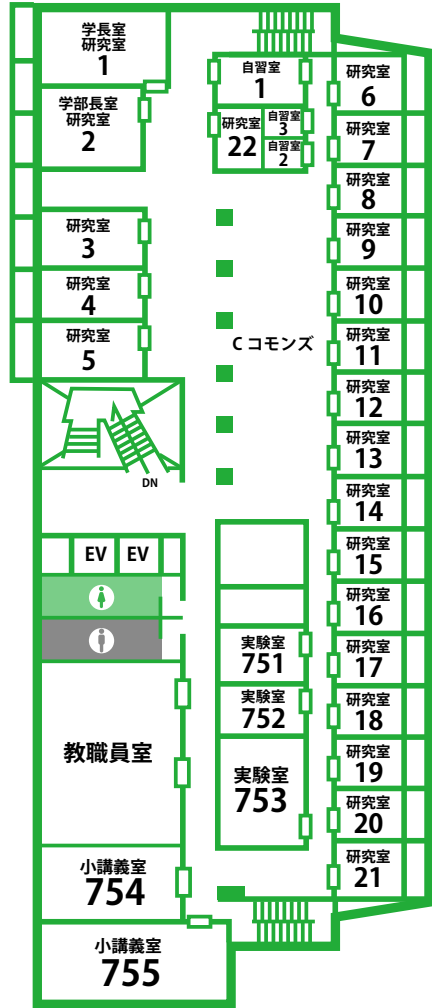 学長室
研究室
1
学部長室
研究室
2
研究室
3
研究室
4
研究室
5
DN
EV
EV
教職員室
小講義室
754
小講義室
755
自習室
1
研究室
22
自習室
3
自習室
2
C コモンズ
実験室
751
実験室
752
実験室
753
研究室
6
研究室
7
研究室
8
研究室
9
研究室
10
研究室
11
研究室
12
研究室
13
研究室
14
研究室
15
研究室
16
研究室
17
研究室
18
研究室
19
研究室
20
研究室
21